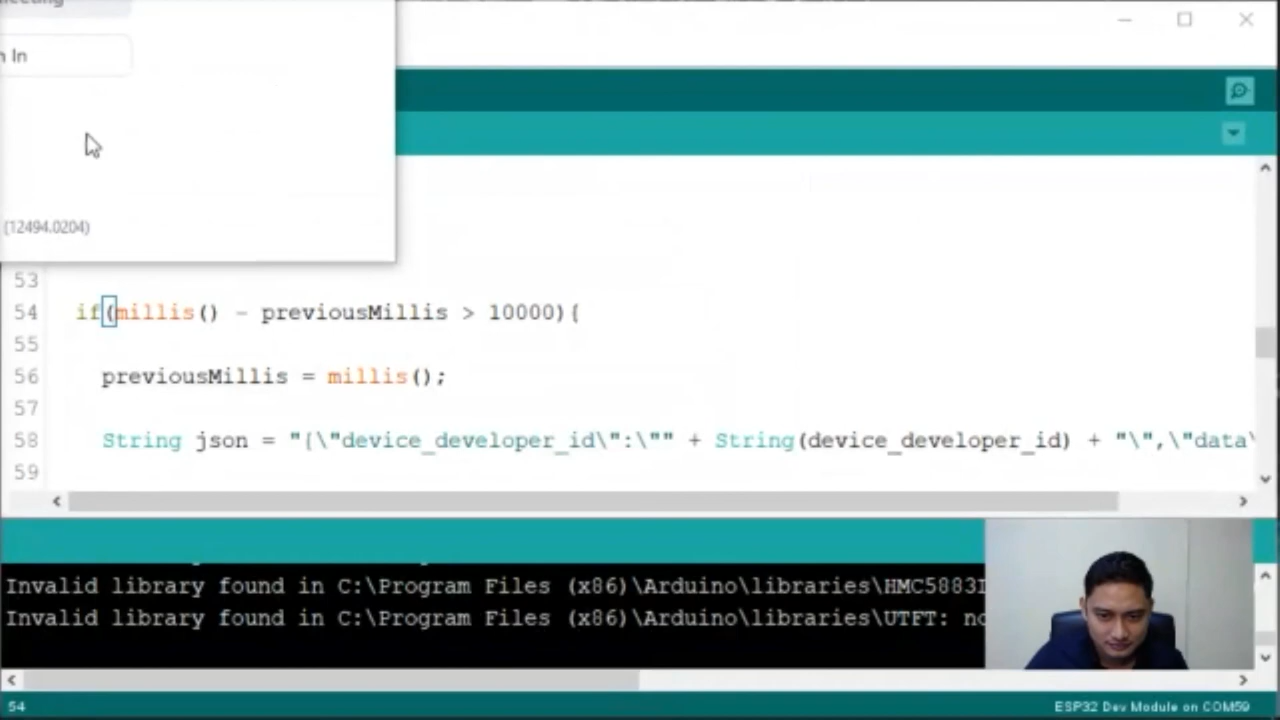 n In
(12494.0204)
53
54 if(millis() - previousMillis > 10000){
55
56 previousMillis = millis();
57
58 String json = "{\"device_developer_id\":\"" + String(device_developer_id) + "\",\"data\
59
Invalid library found in C:\Program Files (x86)\Arduino\libraries\HMC5883L
Invalid library found in C:\Program Files (x86)\Arduino\libraries\UTFT: no
54
ESP32 Dev Module on COM59